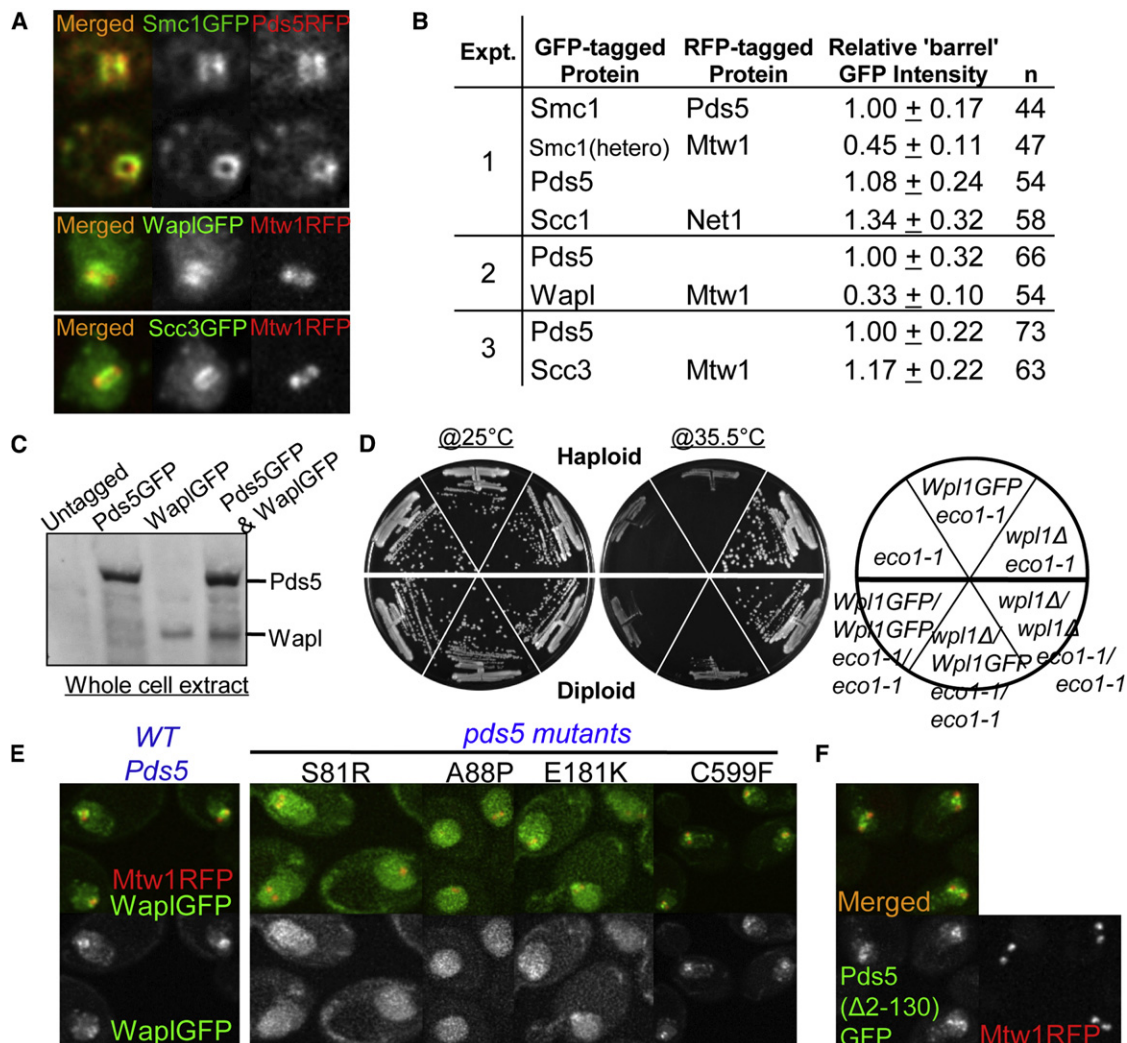 A
Merged Smc1GFP Pds5RFP
Merged WaplGFP Mtw1RFP
Merged Scc3GFP Mtw1RFP
B
Expt. GFP-tagged Protein RFP-tagged Protein Relative 'barrel' GFP Intensity n
1
Smc1 Pds5 1.00 ± 0.17 44
Smc1(hetero) Mtw1 0.45 ± 0.11 47
Pds5 1.08 ± 0.24 54
Scc1 Net1 1.34 ± 0.32 58
2
Pds5 1.00 ± 0.32 66
Wapl Mtw1 0.33 ± 0.10 54
3
Pds5 1.00 ± 0.22 73
Scc3 Mtw1 1.17 ± 0.22 63
C
Untagged
Pds5GFP
WaplGFP
Pds5GFP
& WaplGFP
Pds5
Wapl
Whole cell extract
D
@25°C @35.5°C
Haploid
Diploid
Wpl1GFP
eco1-1
wpl1Δ
eco1-1
eco1-1
Wpl1GFP/
Wpl1GFP
eco1-1/
eco1-1
wpl1Δ/
Wpl1GFP
eco1-1/
eco1-1
wpl1Δ/
wpl1Δ
eco1-1/
eco1-1
E
WT
Pds5
pds5 mutants
S81R A88P E181K C599F
Mtw1RFP
WaplGFP
WaplGFP
F
Merged
Pds5
(Δ2-130)
GFP
Mtw1RFP